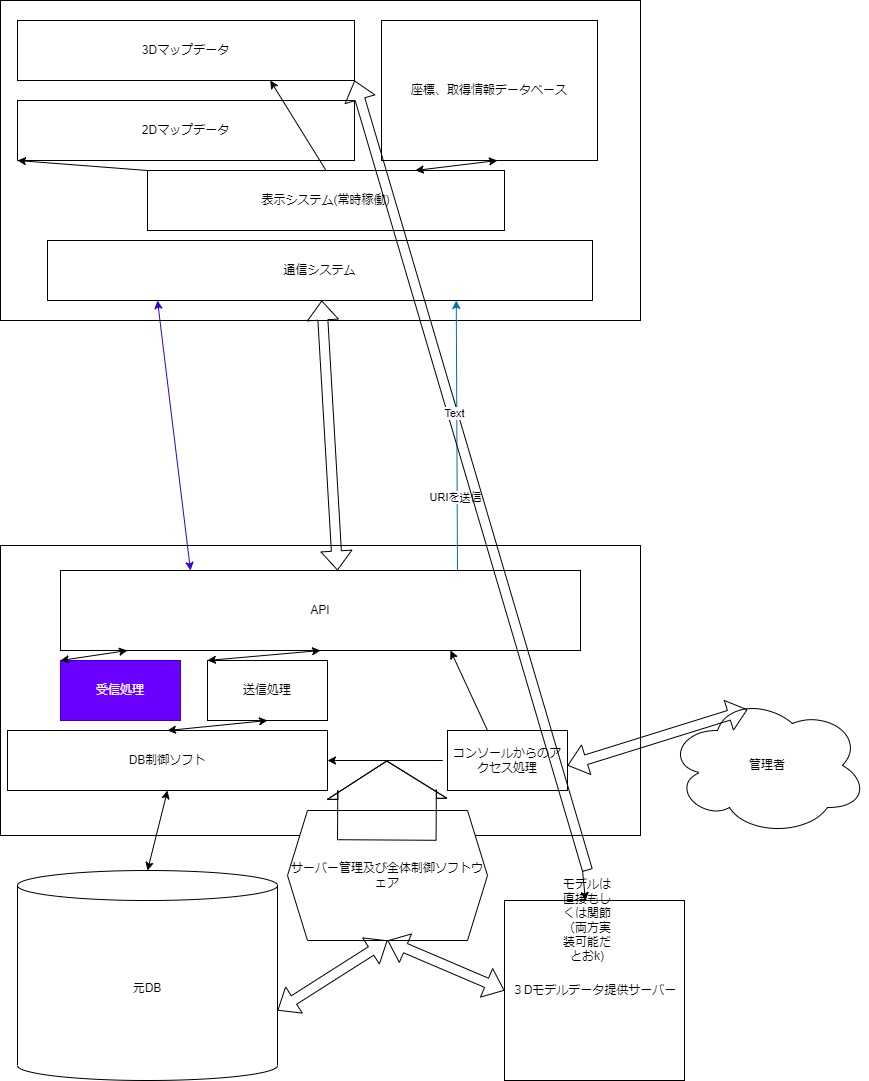 3Dマップデータ
座標、取得情報データベース
2Dマップデータ
表示システム(常時稼働)
通信システム
Text
URIを送信
API
受信処理
送信処理
DB制御ソフト
コンソールからのア
クセス処理
管理者
サーバー管理及び全体制御ソフトウ
ェア
モデルは
直接もし
くは関節
（両方実
装可能だ
とおk)
元DB
３Dモデルデータ提供サーバー